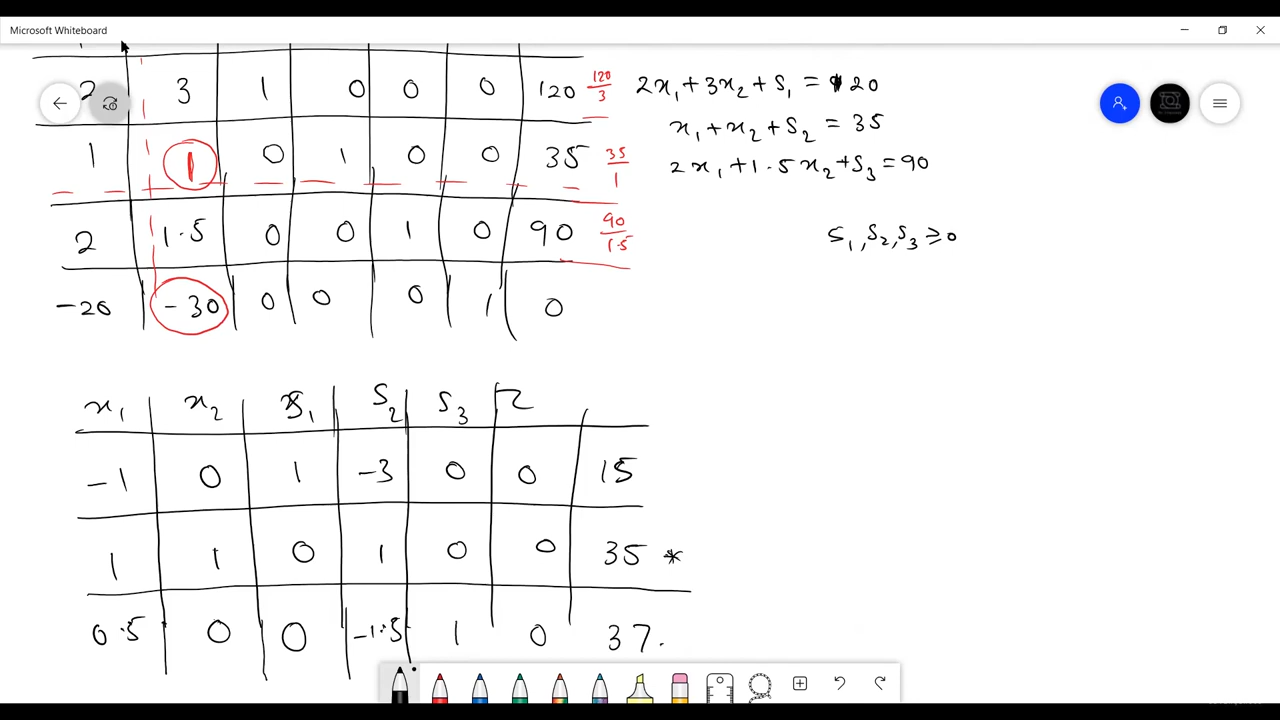 Microsoft Whiteboard
2 3 1 0 0 0 120 120/3
1 1 0 1 0 0 35 35/1
2 1.5 0 0 1 0 90 90/1.5
-20 -30 0 0 0 1 0
2x₁+3x₂+S₁ = 120
x₁+x₂+S₂ = 35
2x₁+1.5x₂+S₃=90
S₁,S₂,S₃ ≥0
x₁ x₂ S₁ S₂ S₃ Z
-1 0 1 -3 0 0 15
1 1 0 1 0 0 35 *
0.5 0 0 -1.5 1 0 37.